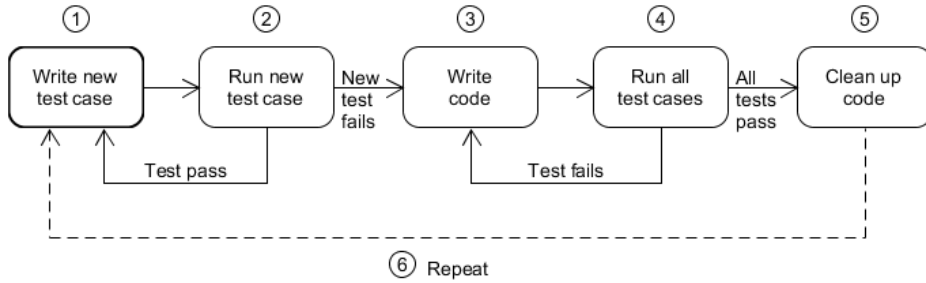 1
2
3
4
5
Write new
test case
Run new
test case
New
test
fails
Write
code
Run all
test cases
All
tests
pass
Clean up
code
Test pass
Test fails
6 Repeat